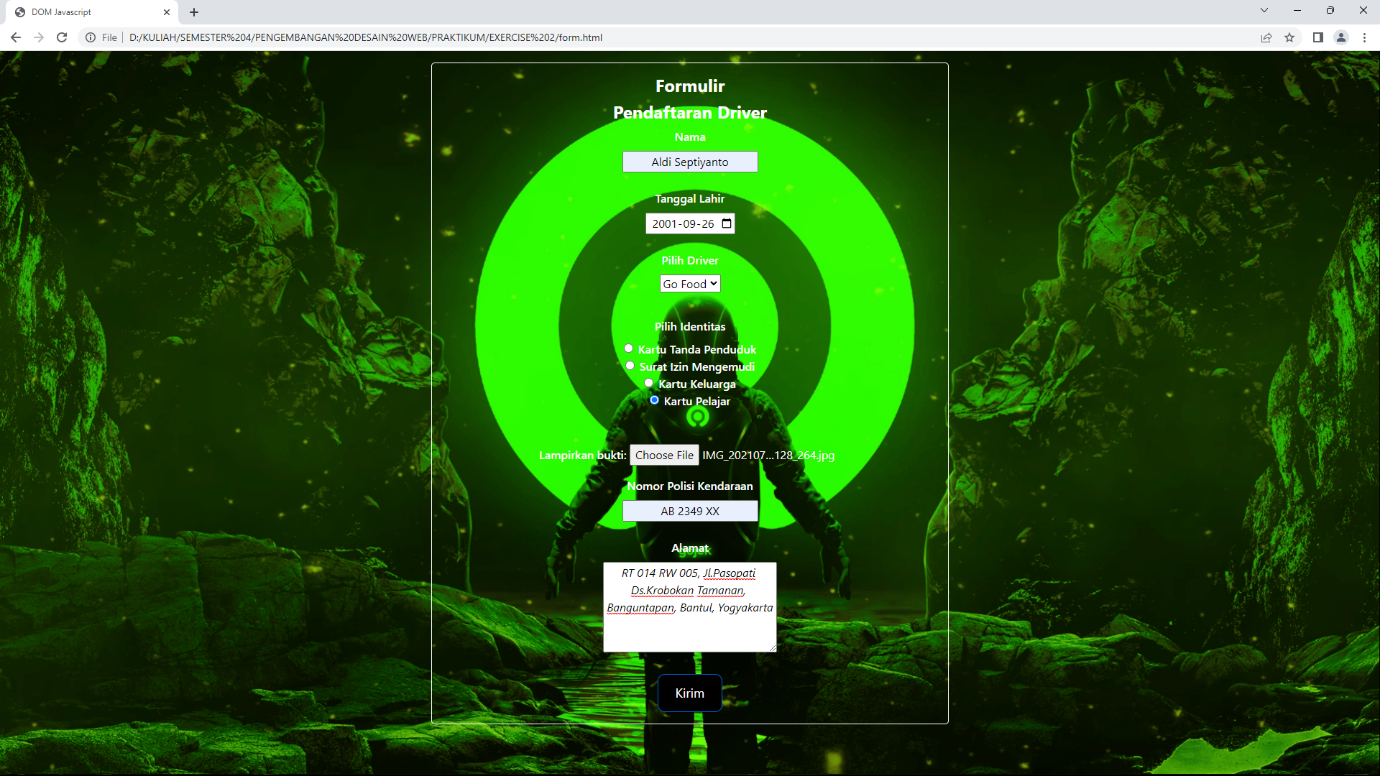 DOM Javascript
File
D:/KULIAH/SEMESTER%204/PENGEMBANGAN%20DESAIN%20WEB/PRAKTIKUM/EXERCISE%202/form.html
Formulir
Pendaftaran Driver
Nama
Aldi Septiyanto
Tanggal Lahir
2001-09-26
Pilih Driver
Go Food
Pilih Identitas
Kartu Tanda Penduduk
Surat Izin Mengemudi
Kartu Keluarga
Kartu Pelajar
Lampirkan bukti: Choose File IMG_202107...128_264.jpg
Nomor Polisi Kendaraan
AB 2349 XX
Alamat
gojek
RT 014 RW 005, Jl.Pasopati
Ds.Krobokan Tamanan,
Banguntapan, Bantul, Yogyakarta
Kirim